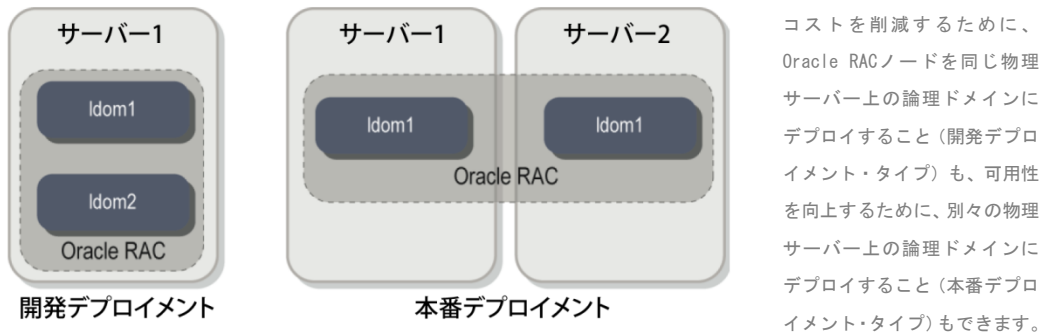 サーバー1
ldom1
ldom2
Oracle RAC
開発デプロイメント
サーバー1
サーバー2
ldom1
ldom1
Oracle RAC
本番デプロイメント
コストを削減するために、
Oracle RACノードを同じ物理
サーバー上の論理ドメインに
デプロイすること（開発デプロ
イメント・タイプ）も、可用性
を向上するために、別々の物理
サーバー上の論理ドメインに
デプロイすること（本番デプロ
イメント・タイプ）もできます。